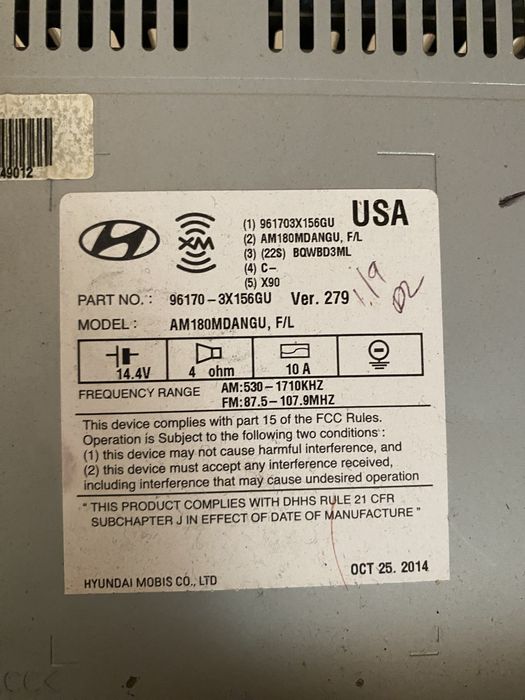 49012
XM
USA
(1) 961703X156GU
(2) AM180MDANGU, F/L
(3) (22S) BQWBD3ML
(4) C-
(5) X90
PART NO. : 96170-3X156GU Ver. 279
1/9
D2
MODEL : AM180MDANGU, F/L
14.4V 4 ohm 10 A
FREQUENCY RANGE AM:530-1710KHZ
FM:87.5-107.9MHZ
This device complies with part 15 of the FCC Rules.
Operation is Subject to the following two conditions :
(1) this device may not cause harmful interference, and
(2) this device must accept any interference received,
including interference that may cause undesired operation
" THIS PRODUCT COMPLIES WITH DHHS RULE 21 CFR
SUBCHAPTER J IN EFFECT OF DATE OF MANUFACTURE "
OCT 25. 2014
HYUNDAI MOBIS CO., LTD